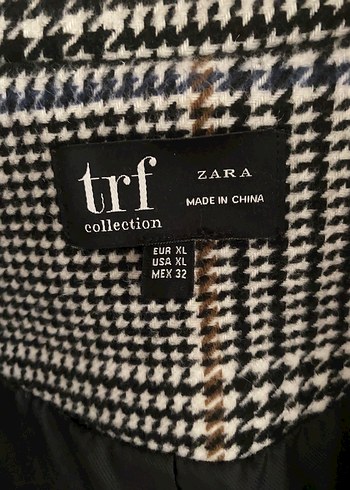 trf
collection
ZARA
MADE IN CHINA
EUR XL
USA XL
MEX 32